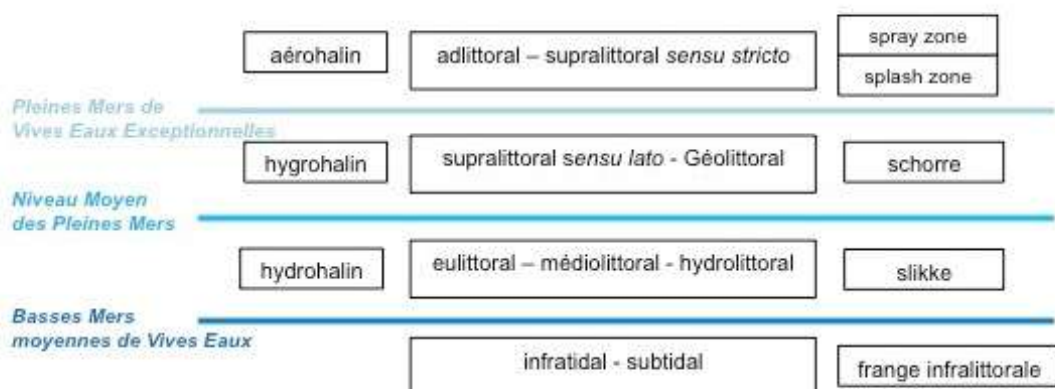 spray zone
aérohalin
adlittoral – supralittoral sensu stricto
splash zone
Pleines Mers de
Vives Eaux Exceptionnelles
hygrohalin
supralittoral sensu lato - Géolittoral
schorre
Niveau Moyen
des Pleines Mers
hydrohalin
eulittoral – médiolittoral - hydrolittoral
slikke
Basses Mers
moyennes de Vives Eaux
infratidal - subtidal
frange infralittorale